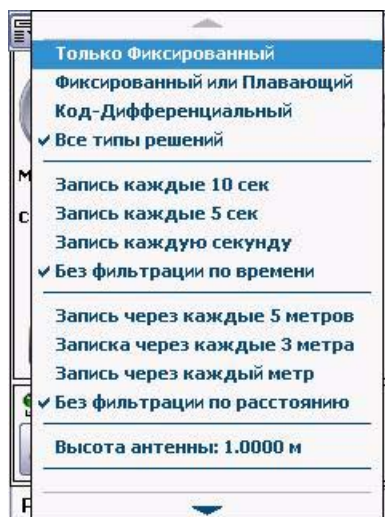 Только Фиксированный
Фиксированный или Плавающий
Код-Дифференциальный
Все типы решений
Запись каждые 10 сек
Запись каждые 5 сек
Запись каждую секунду
Без фильтрации по времени
Запись через каждые 5 метров
Записка через каждые 3 метра
Запись через каждый метр
Без фильтрации по расстоянию
Высота антенны: 1.0000 м